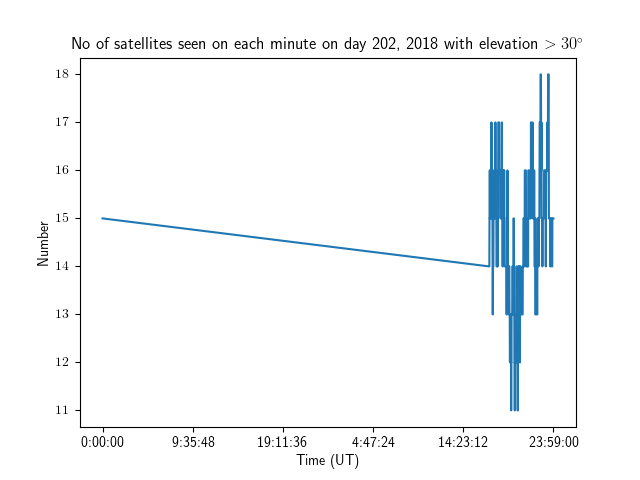 No of satellites seen on each minute on day 202, 2018 with elevation > 30°
18
17
16
15
14
13
12
11
Number
0:00:00 9:35:48 19:11:36 4:47:24 14:23:12 23:59:00
Time (UT)